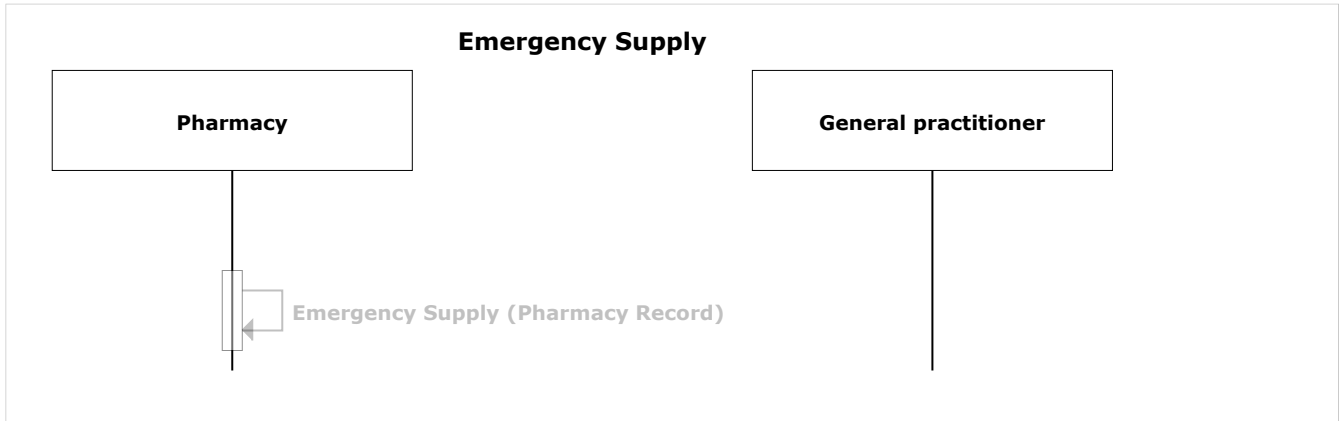 Emergency Supply
Pharmacy
General practitioner
Emergency Supply (Pharmacy Record)